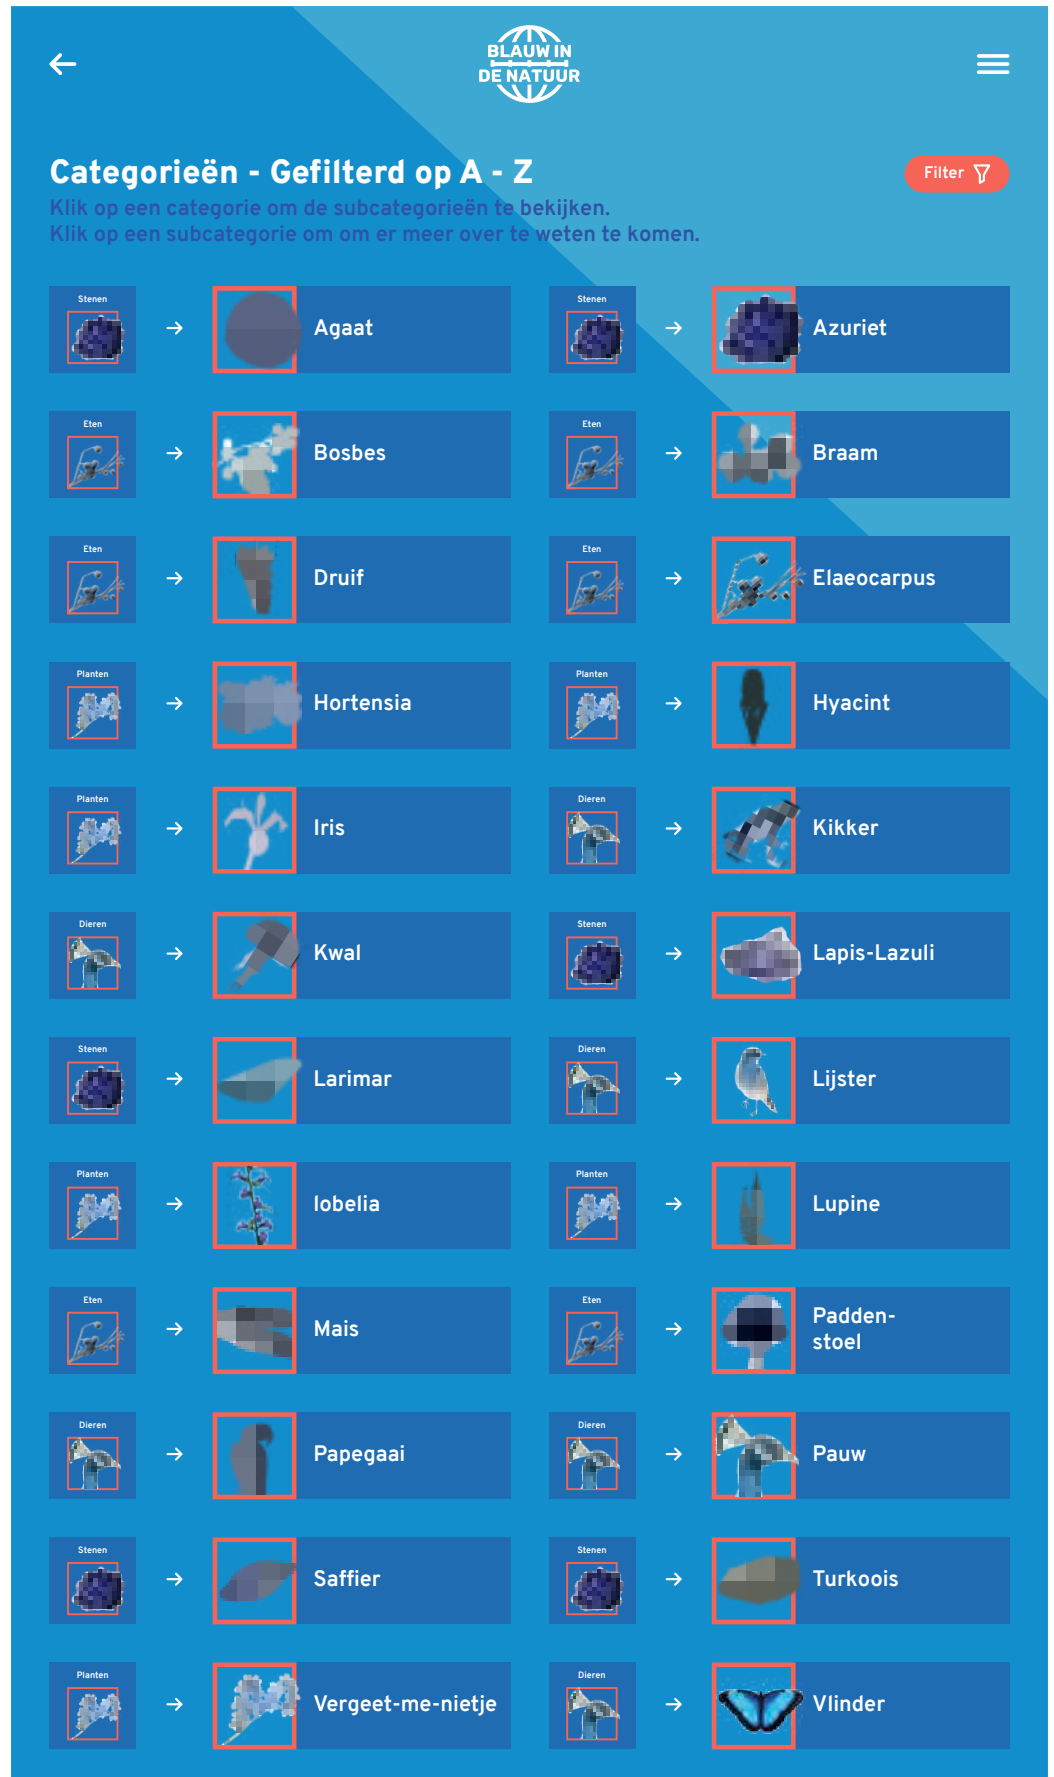 BLAUW IN
DE NATUUR
Categorieën - Gefilterd op A - Z
Filter
Klik op een categorie om de subcategorieën te bekijken.
Klik op een subcategorie om om er meer over te weten te komen.
Stenen
Agaat
Stenen
Azuriet
Eten
Bosbes
Eten
Braam
Eten
Druif
Eten
Elaeocarpus
Planten
Hortensia
Planten
Hyacint
Planten
Iris
Dieren
Kikker
Dieren
Kwal
Stenen
Lapis-Lazuli
Stenen
Larimar
Dieren
Lijster
Planten
lobelia
Planten
Lupine
Eten
Mais
Eten
Padden-
stoel
Dieren
Papegaai
Dieren
Pauw
Stenen
Saffier
Stenen
Turkoois
Planten
Vergeet-me-nietje
Dieren
Vlinder